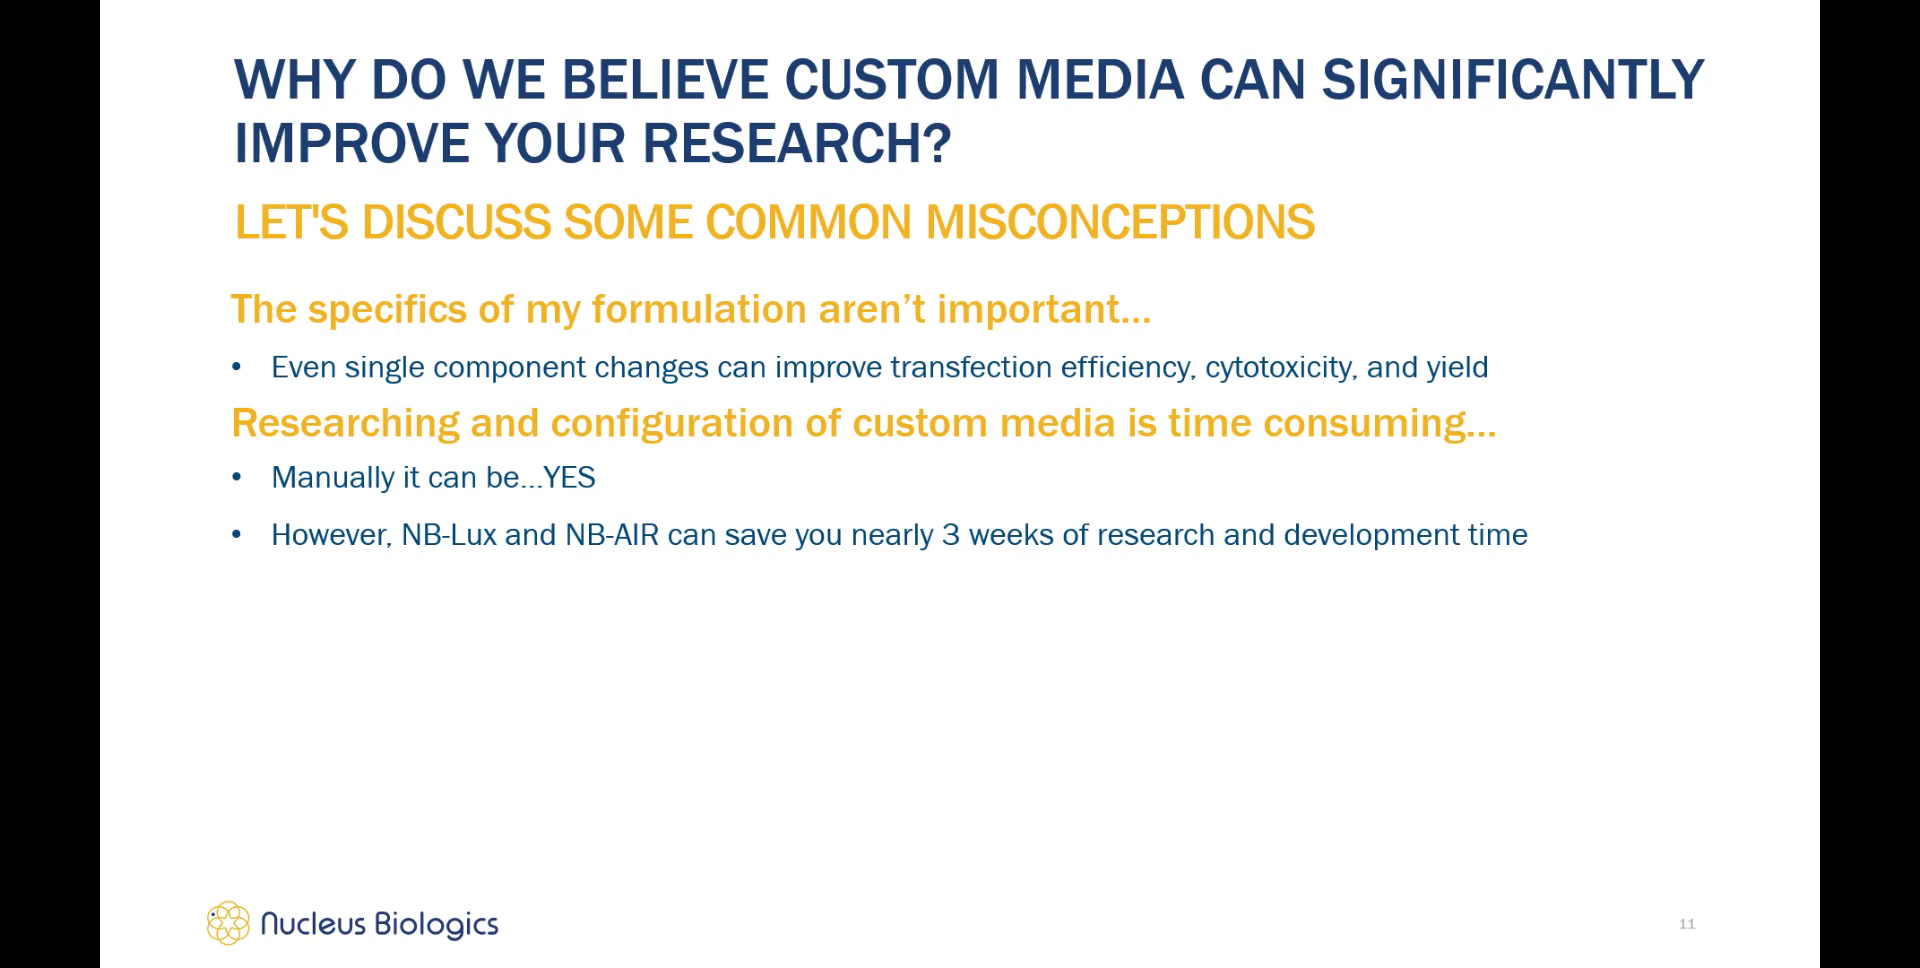 WHY DO WE BELIEVE CUSTOM MEDIA CAN SIGNIFICANTLY
IMPROVE YOUR RESEARCH?
LET'S DISCUSS SOME COMMON MISCONCEPTIONS
The specifics of my formulation aren’t important...
• Even single component changes can improve transfection efficiency, cytotoxicity, and yield
Researching and configuration of custom media is time consuming...
• Manually it can be...YES
• However, NB-Lux and NB-AIR can save you nearly 3 weeks of research and development time
Nucleus Biologics
11